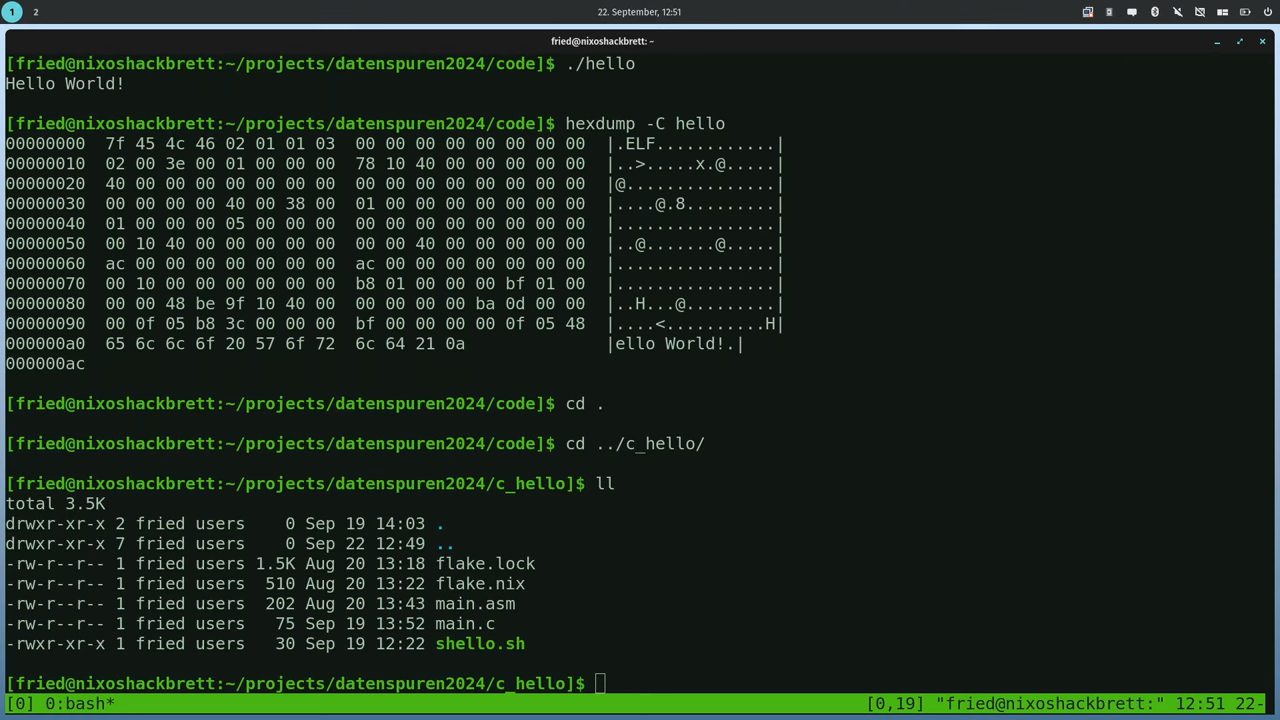 1 2 22. September, 12:51
fried@nixoshackbrett: ~
[fried@nixoshackbrett:~/projects/datenspuren2024/code]$ ./hello
Hello World!
[fried@nixoshackbrett:~/projects/datenspuren2024/code]$ hexdump -C hello
00000000  7f 45 4c 46 02 01 01 03  00 00 00 00 00 00 00 00  |.ELF............|
00000010  02 00 3e 00 01 00 00 00  78 10 40 00 00 00 00 00  |..>.....x.@.....|
00000020  40 00 00 00 00 00 00 00  00 00 00 00 00 00 00 00  |@...............|
00000030  00 00 00 00 40 00 38 00  01 00 00 00 00 00 00 00  |....@.8.........|
00000040  01 00 00 00 05 00 00 00  00 00 00 00 00 00 00 00  |................|
00000050  00 10 40 00 00 00 00 00  00 00 40 00 00 00 00 00  |..@.......@.....|
00000060  ac 00 00 00 00 00 00 00  ac 00 00 00 00 00 00 00  |................|
00000070  00 10 00 00 00 00 00 00  b8 01 00 00 00 bf 01 00  |................|
00000080  00 00 48 be 9f 10 40 00  00 00 00 00 ba 0d 00 00  |..H...@.........|
00000090  00 0f 05 b8 3c 00 00 00  bf 00 00 00 00 0f 05 48  |....<..........H|
000000a0  65 6c 6c 6f 20 57 6f 72  6c 64 21 0a              |ello World!.|
000000ac
[fried@nixoshackbrett:~/projects/datenspuren2024/code]$ cd .
[fried@nixoshackbrett:~/projects/datenspuren2024/code]$ cd ../c_hello/
[fried@nixoshackbrett:~/projects/datenspuren2024/c_hello]$ ll
total 3.5K
drwxr-xr-x 2 fried users    0 Sep 19 14:03 .
drwxr-xr-x 7 fried users    0 Sep 22 12:49 ..
-rw-r--r-- 1 fried users 1.5K Aug 20 13:18 flake.lock
-rw-r--r-- 1 fried users  510 Aug 20 13:22 flake.nix
-rw-r--r-- 1 fried users  202 Aug 20 13:43 main.asm
-rw-r--r-- 1 fried users   75 Sep 19 13:52 main.c
-rwxr-xr-x 1 fried users   30 Sep 19 12:22 shello.sh
[fried@nixoshackbrett:~/projects/datenspuren2024/c_hello]$
[0] 0:bash* [0,19] "fried@nixoshackbrett:" 12:51 22-